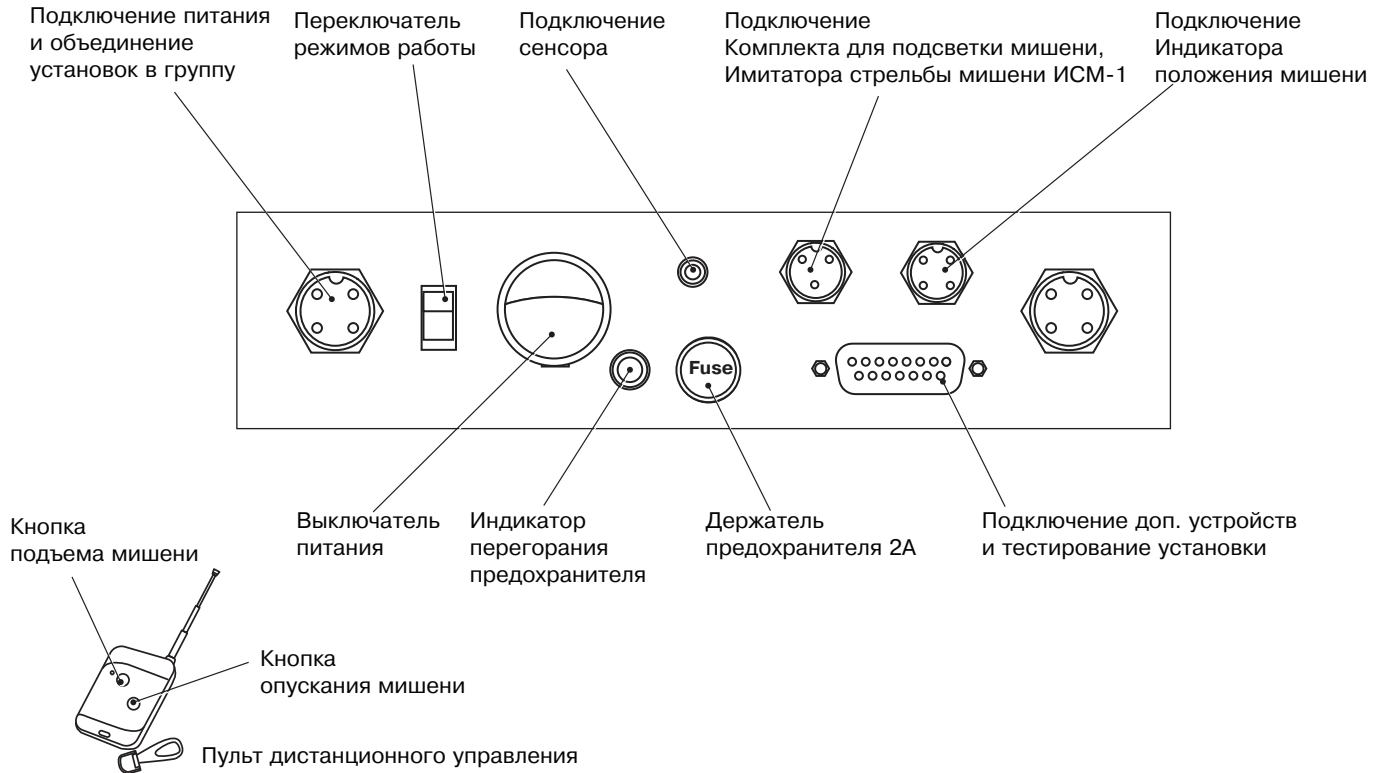 Подключение питания
и объединение
установок в группу
Переключатель
режимов работы
Подключение
сенсора
Подключение
Комплекта для подсветки мишени,
Имитатора стрельбы мишени ИСМ-1
Подключение
Индикатора
положения мишени
Fuse
Выключатель
питания
Индикатор
перегорания
предохранителя
Держатель
предохранителя 2А
Подключение доп. устройств
и тестирование установки
Кнопка
подъема мишени
Кнопка
опускания мишени
Пульт дистанционного управления